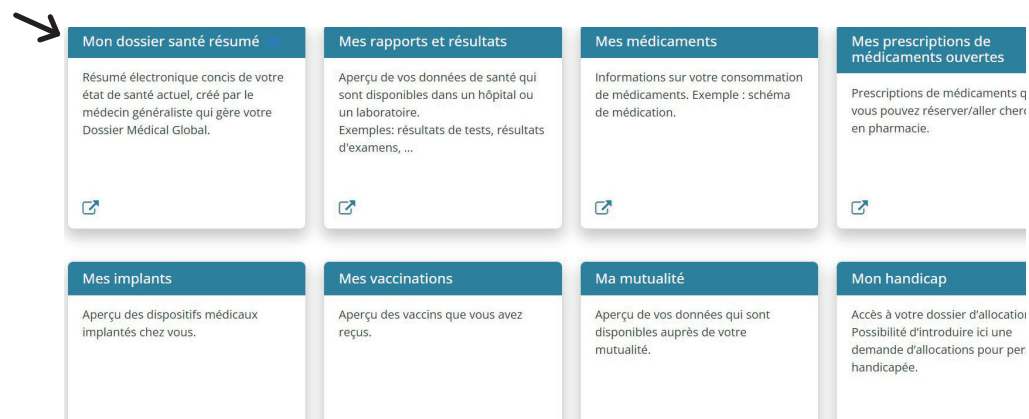 Mon dossier santé résumé
Résumé électronique concis de votre
état de santé actuel, créé par le
médecin généraliste qui gère votre
Dossier Médical Global.
Mes rapports et résultats
Aperçu de vos données de santé qui
sont disponibles dans un hôpital ou
un laboratoire.
Exemples: résultats de tests, résultats
d'examens, ...
Mes médicaments
Informations sur votre consommation
de médicaments. Exemple : schéma
de médication.
Mes prescriptions de
médicaments ouvertes
Prescriptions de médicaments
vous pouvez réserver/aller
en pharmacie.
Mes implants
Aperçu des dispositifs médicaux
implantés chez vous.
Mes vaccinations
Aperçu des vaccins que vous avez
reçus.
Ma mutualité
Aperçu de vos données qui sont
disponibles auprès de votre
mutualité.
Mon handicap
Accès à votre dossier
Possibilité d'introduire ici une
demande d'allocations pour
handicapée.